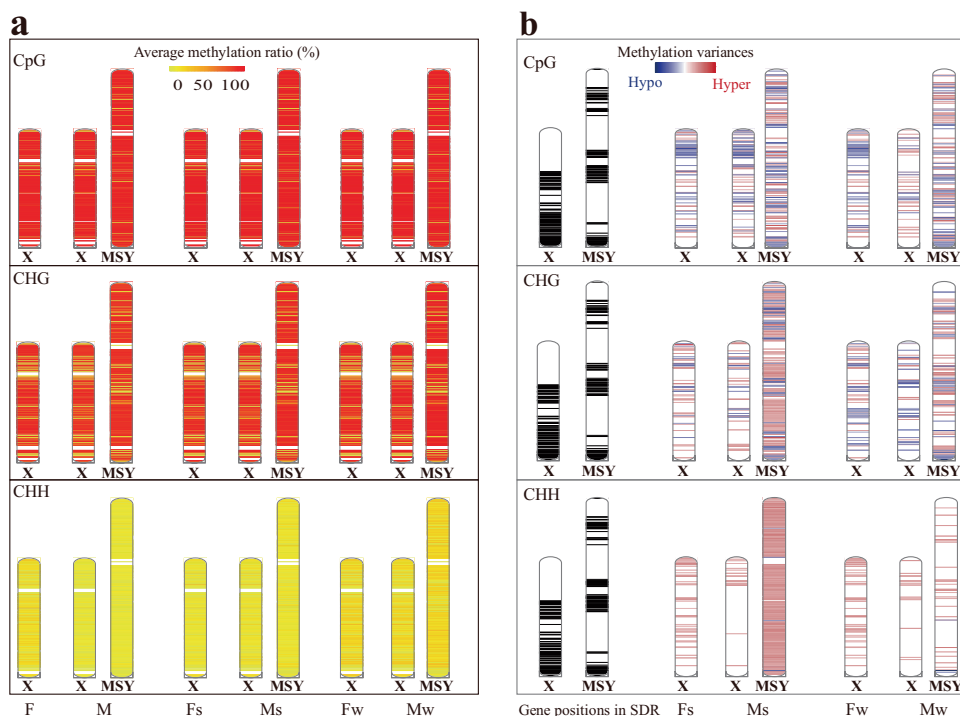 a
b
CpG
Average methylation ratio (%)
0 50 100
X X MSY X X MSY X X MSY
CHG
X X MSY X X MSY X X MSY
CHH
X X MSY X X MSY X X MSY
F M Fs Ms Fw Mw
CpG
Methylation variances
Hypo Hyper
X MSY X X MSY X X MSY
CHG
X MSY X X MSY X X MSY
CHH
X MSY X X MSY X X MSY
Gene positions in SDR Fs Ms Fw Mw